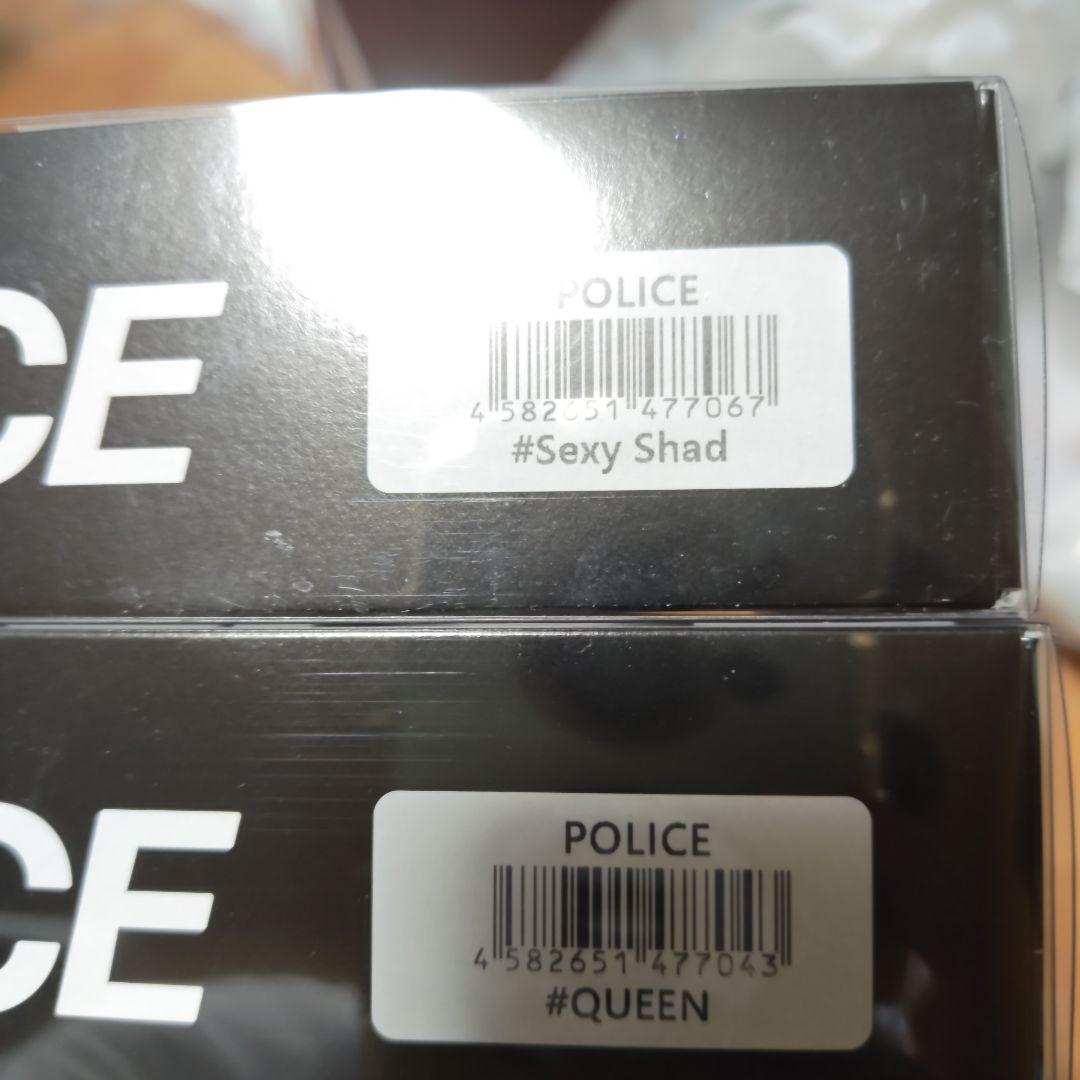 CE
POLICE
4 582651 477067
#Sexy Shad
CE
POLICE
4 582651 477043
#QUEEN